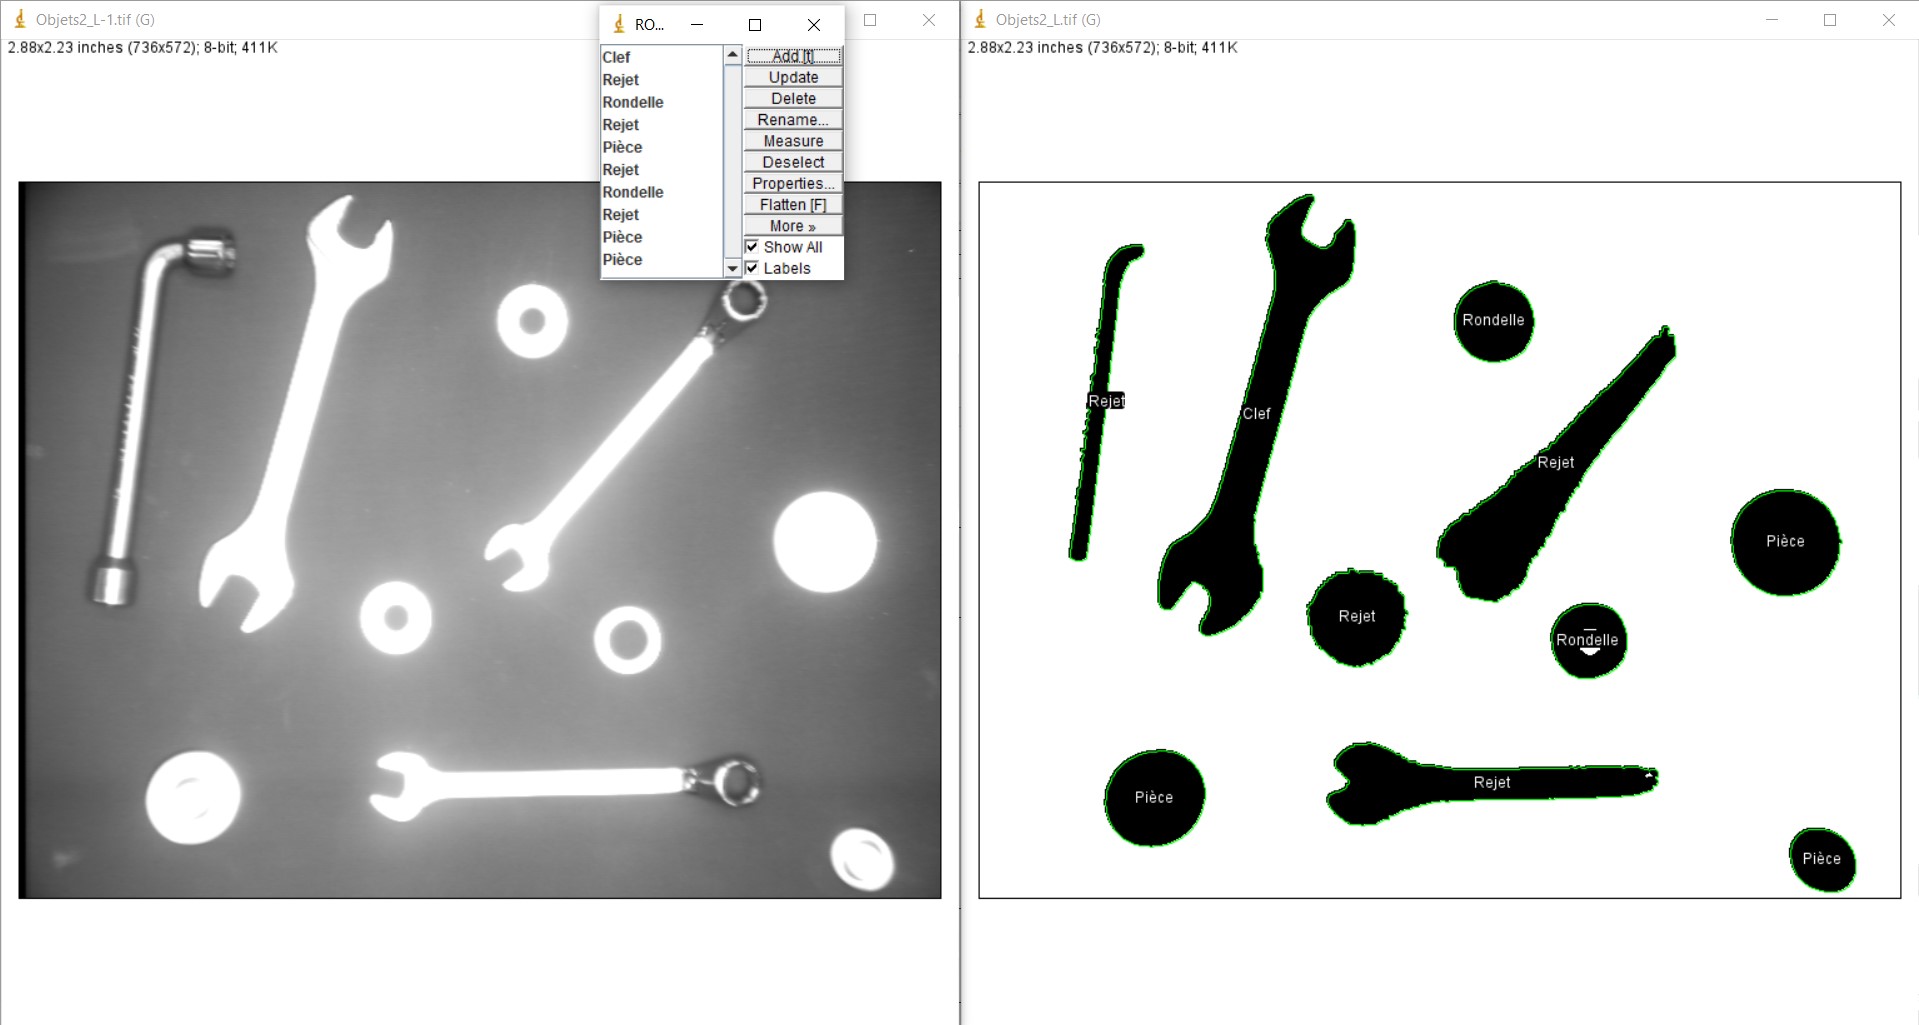 Objets2_L-1.tif (G)
2.88x2.23 inches (736x572); 8-bit; 411K
RO...
Clef
Rejet
Rondelle
Rejet
Pièce
Rejet
Rondelle
Rejet
Pièce
Pièce
Add [t]
Update
Delete
Rename...
Measure
Deselect
Properties...
Flatten [F]
More »
Show All
Labels
Objets2_L.tif (G)
2.88x2.23 inches (736x572); 8-bit; 411K
Rondelle
Rejet
Clef
Rejet
Pièce
Rejet
Rondelle
Rejet
Pièce
Pièce